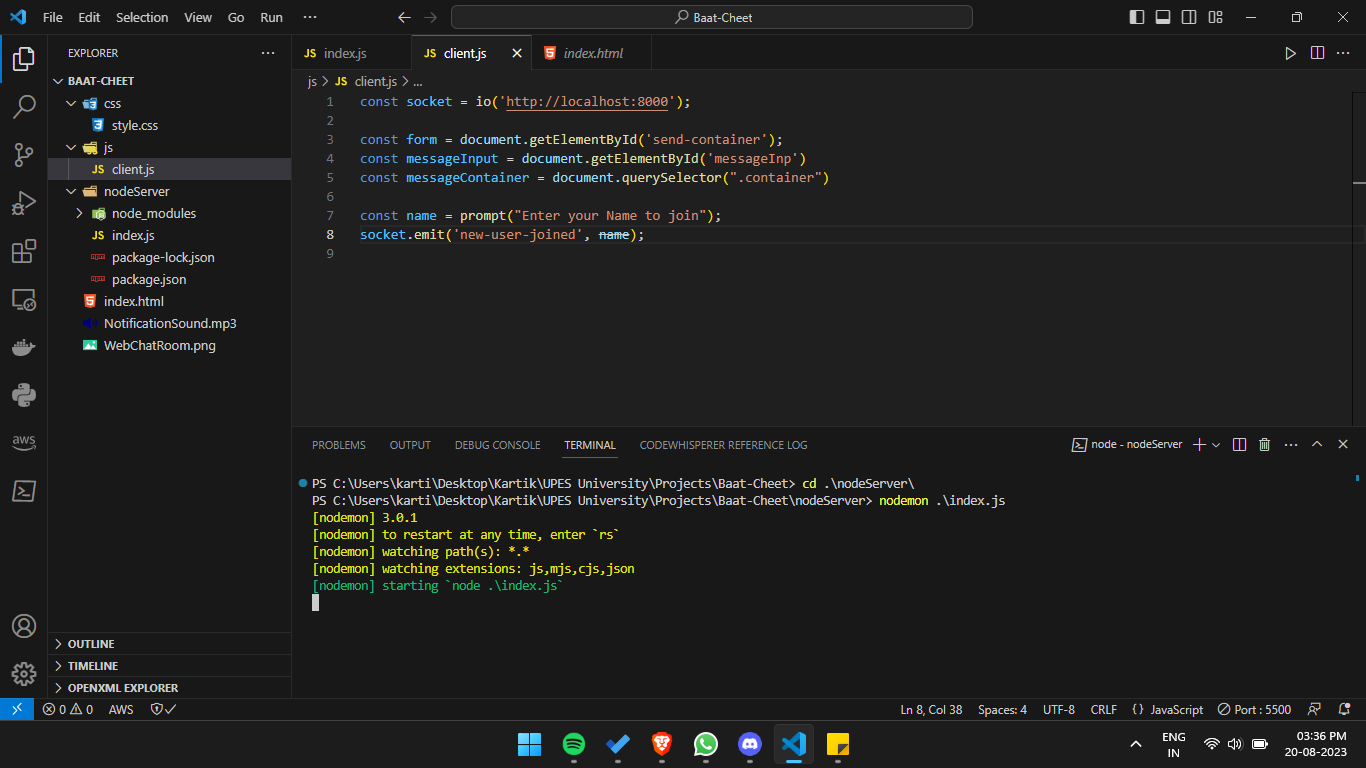 File Edit Selection View Go Run ··· Baat-Cheet
EXPLORER ···
BAAT-CHEET
css
style.css
js
JS client.js
nodeServer
node_modules
JS index.js
package-lock.json
package.json
index.html
NotificationSound.mp3
WebChatRoom.png
OUTLINE
TIMELINE
OPENXML EXPLORER
aws
JS index.js JS client.js index.html
js > JS client.js > ...
1 const socket = io('http://localhost:8000');
2
3 const form = document.getElementById('send-container');
4 const messageInput = document.getElementById('messageInp')
5 const messageContainer = document.querySelector(".container")
6
7 const name = prompt("Enter your Name to join");
8 socket.emit('new-user-joined', name);
9
PROBLEMS OUTPUT DEBUG CONSOLE TERMINAL CODEWHISPERER REFERENCE LOG node - nodeServer
PS C:\Users\karti\Desktop\Kartik\UPES University\Projects\Baat-Cheet> cd .\nodeServer\
PS C:\Users\karti\Desktop\Kartik\UPES University\Projects\Baat-Cheet\nodeServer> nodemon .\index.js
[nodemon] 3.0.1
[nodemon] to restart at any time, enter `rs`
[nodemon] watching path(s): *.*
[nodemon] watching extensions: js,mjs,cjs,json
[nodemon] starting `node .\index.js`
0 0 AWS Ln 8, Col 38 Spaces: 4 UTF-8 CRLF {} JavaScript Port : 5500
ENG
IN
03:36 PM
20-08-2023